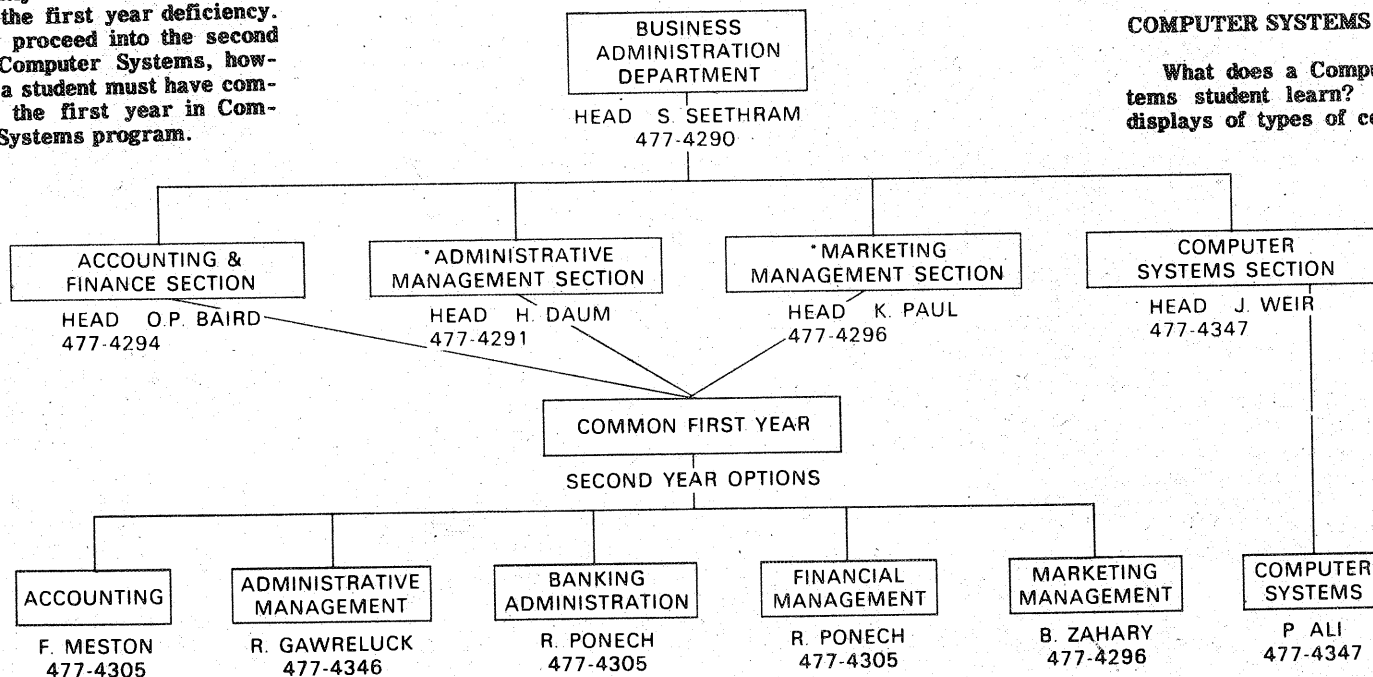 the first year deficiency.
proceed into the second
Computer Systems, how-
a student must have com-
the first year in Com-
Systems program.
BUSINESS
ADMINISTRATION
DEPARTMENT
HEAD S. SEETHRAM
477-4290
COMPUTER SYSTEMS
What does a Compu
tems student learn?
displays of types of ce
ACCOUNTING &
FINANCE SECTION
HEAD O.P. BAIRD
477-4294
*ADMINISTRATIVE
MANAGEMENT SECTION
HEAD H. DAUM
477-4291
*MARKETING
MANAGEMENT SECTION
HEAD K. PAUL
477-4296
COMPUTER
SYSTEMS SECTION
HEAD J. WEIR
477-4347
COMMON FIRST YEAR
SECOND YEAR OPTIONS
ACCOUNTING
F. MESTON
477-4305
ADMINISTRATIVE
MANAGEMENT
R. GAWRELUCK
477-4346
BANKING
ADMINISTRATION
R. PONECH
477-4305
FINANCIAL
MANAGEMENT
R. PONECH
477-4305
MARKETING
MANAGEMENT
B. ZAHARY
477-4296
COMPUTER
SYSTEMS
P ALI
477-4347